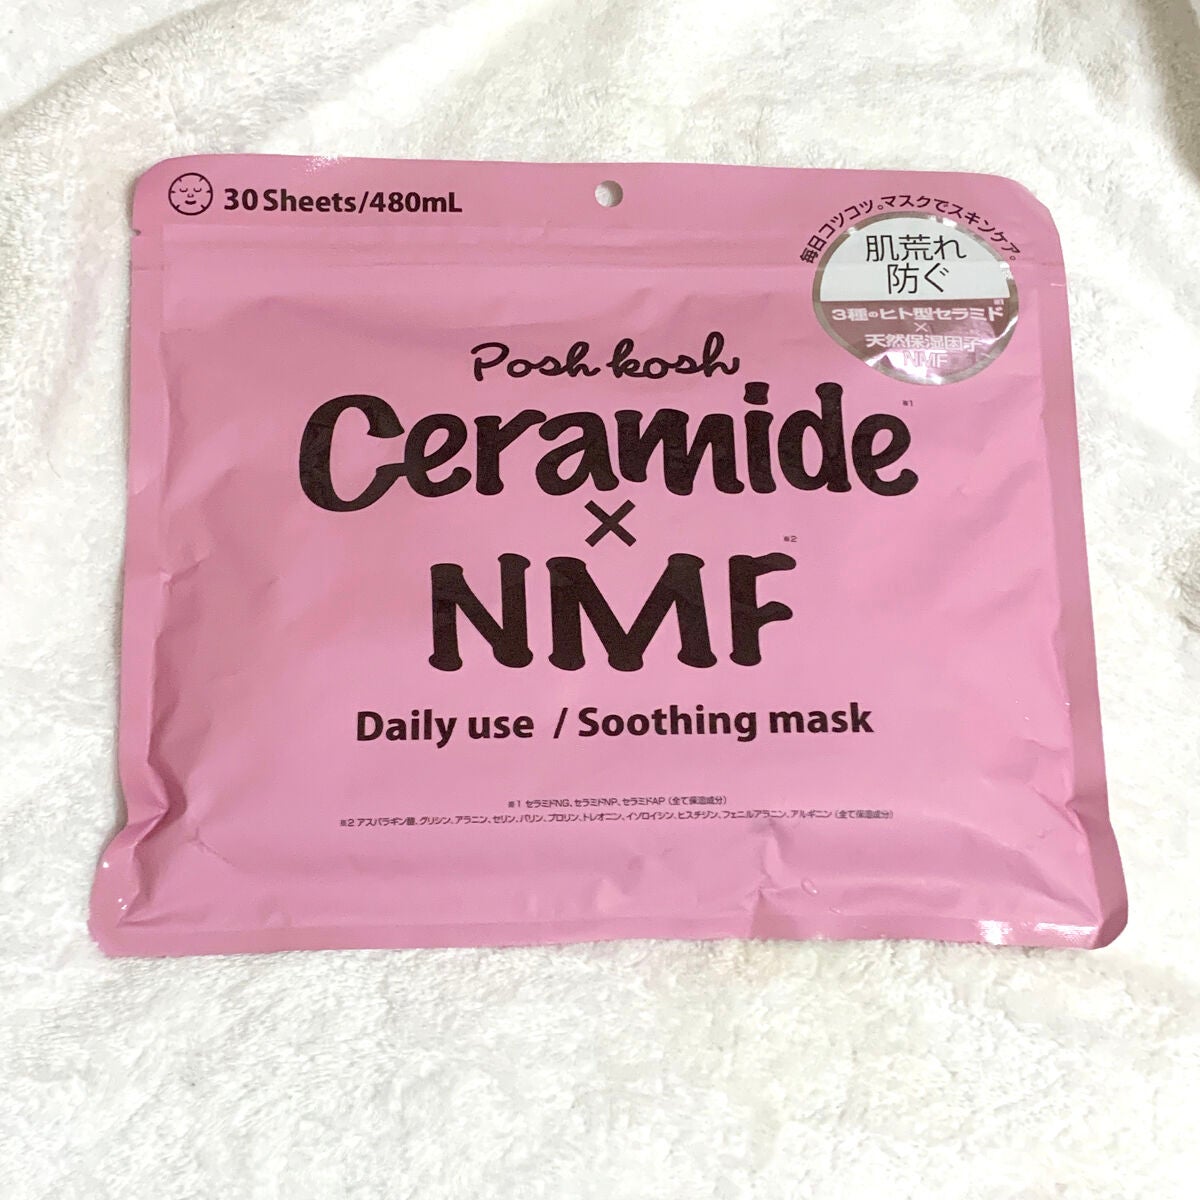 30 Sheets/480mL
毎日コツコツ。マスクでスキンケア。
肌荒れ
防ぐ
3種のヒト型セラミド※1
×
天然保湿因子
NMF
Posh kosh
Ceramide※1
×
NMF※2
Daily use / Soothing mask
※1 セラミドNG、セラミドNP、セラミドAP（全て保湿成分）
※2 アスパラギン酸、グリシン、アラニン、セリン、バリン、プロリン、トレオニン、イソロイシン、ヒスチジン、フェニルアラニン、アルギニン（全て保湿成分）